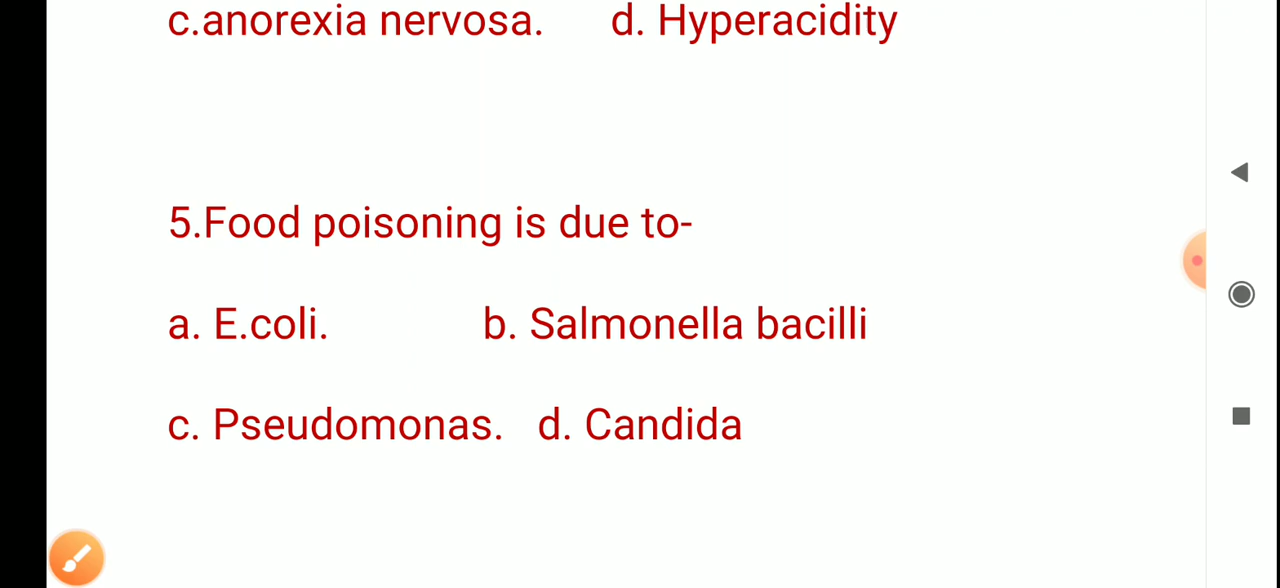 c.anorexia nervosa. d. Hyperacidity
5.Food poisoning is due to-
a. E.coli. b. Salmonella bacilli
c. Pseudomonas. d. Candida